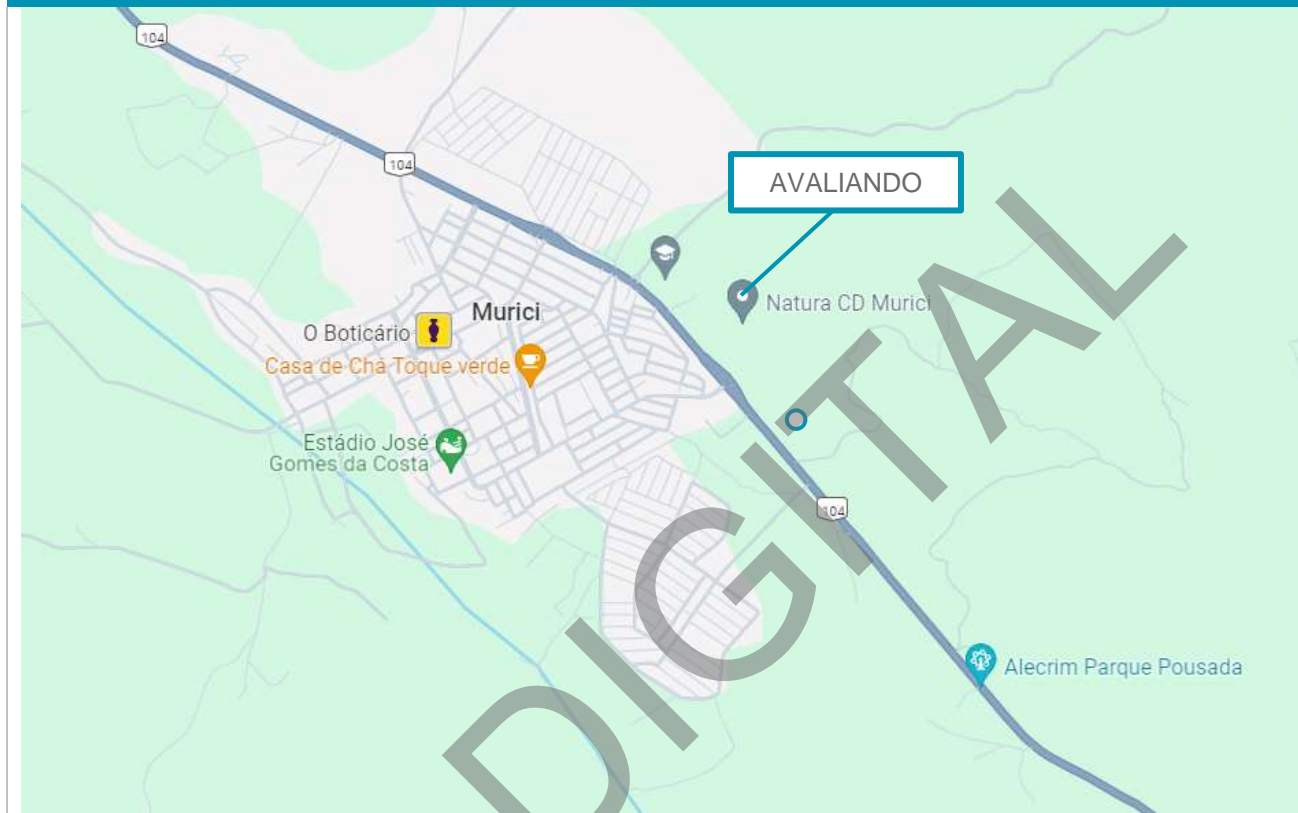 104
104
AVALIANDO
Natura CD Murici
Murici
O Boticário
Casa de Chá Toque verde
Estádio José
Gomes da Costa
104
Alecrim Parque Pousada
DIGITAL